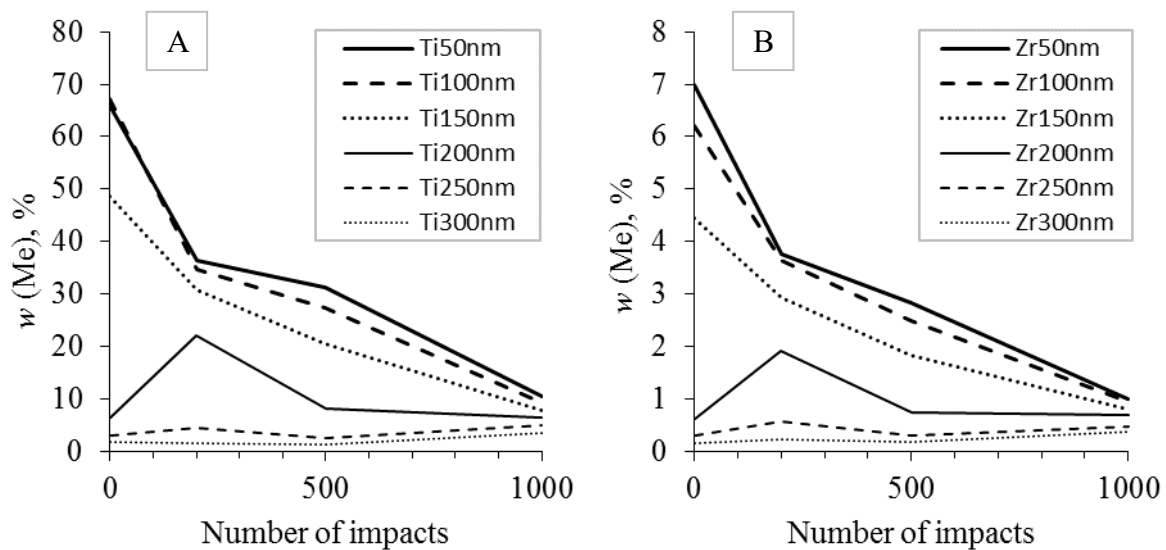 A
80
70
60
50
40
30
20
10
0
w (Me), %
Ti50nm
Ti100nm
Ti150nm
Ti200nm
Ti250nm
Ti300nm
0
500
1000
Number of impacts
B
8
7
6
5
4
3
2
1
0
w (Me), %
Zr50nm
Zr100nm
Zr150nm
Zr200nm
Zr250nm
Zr300nm
0
500
1000
Number of impacts